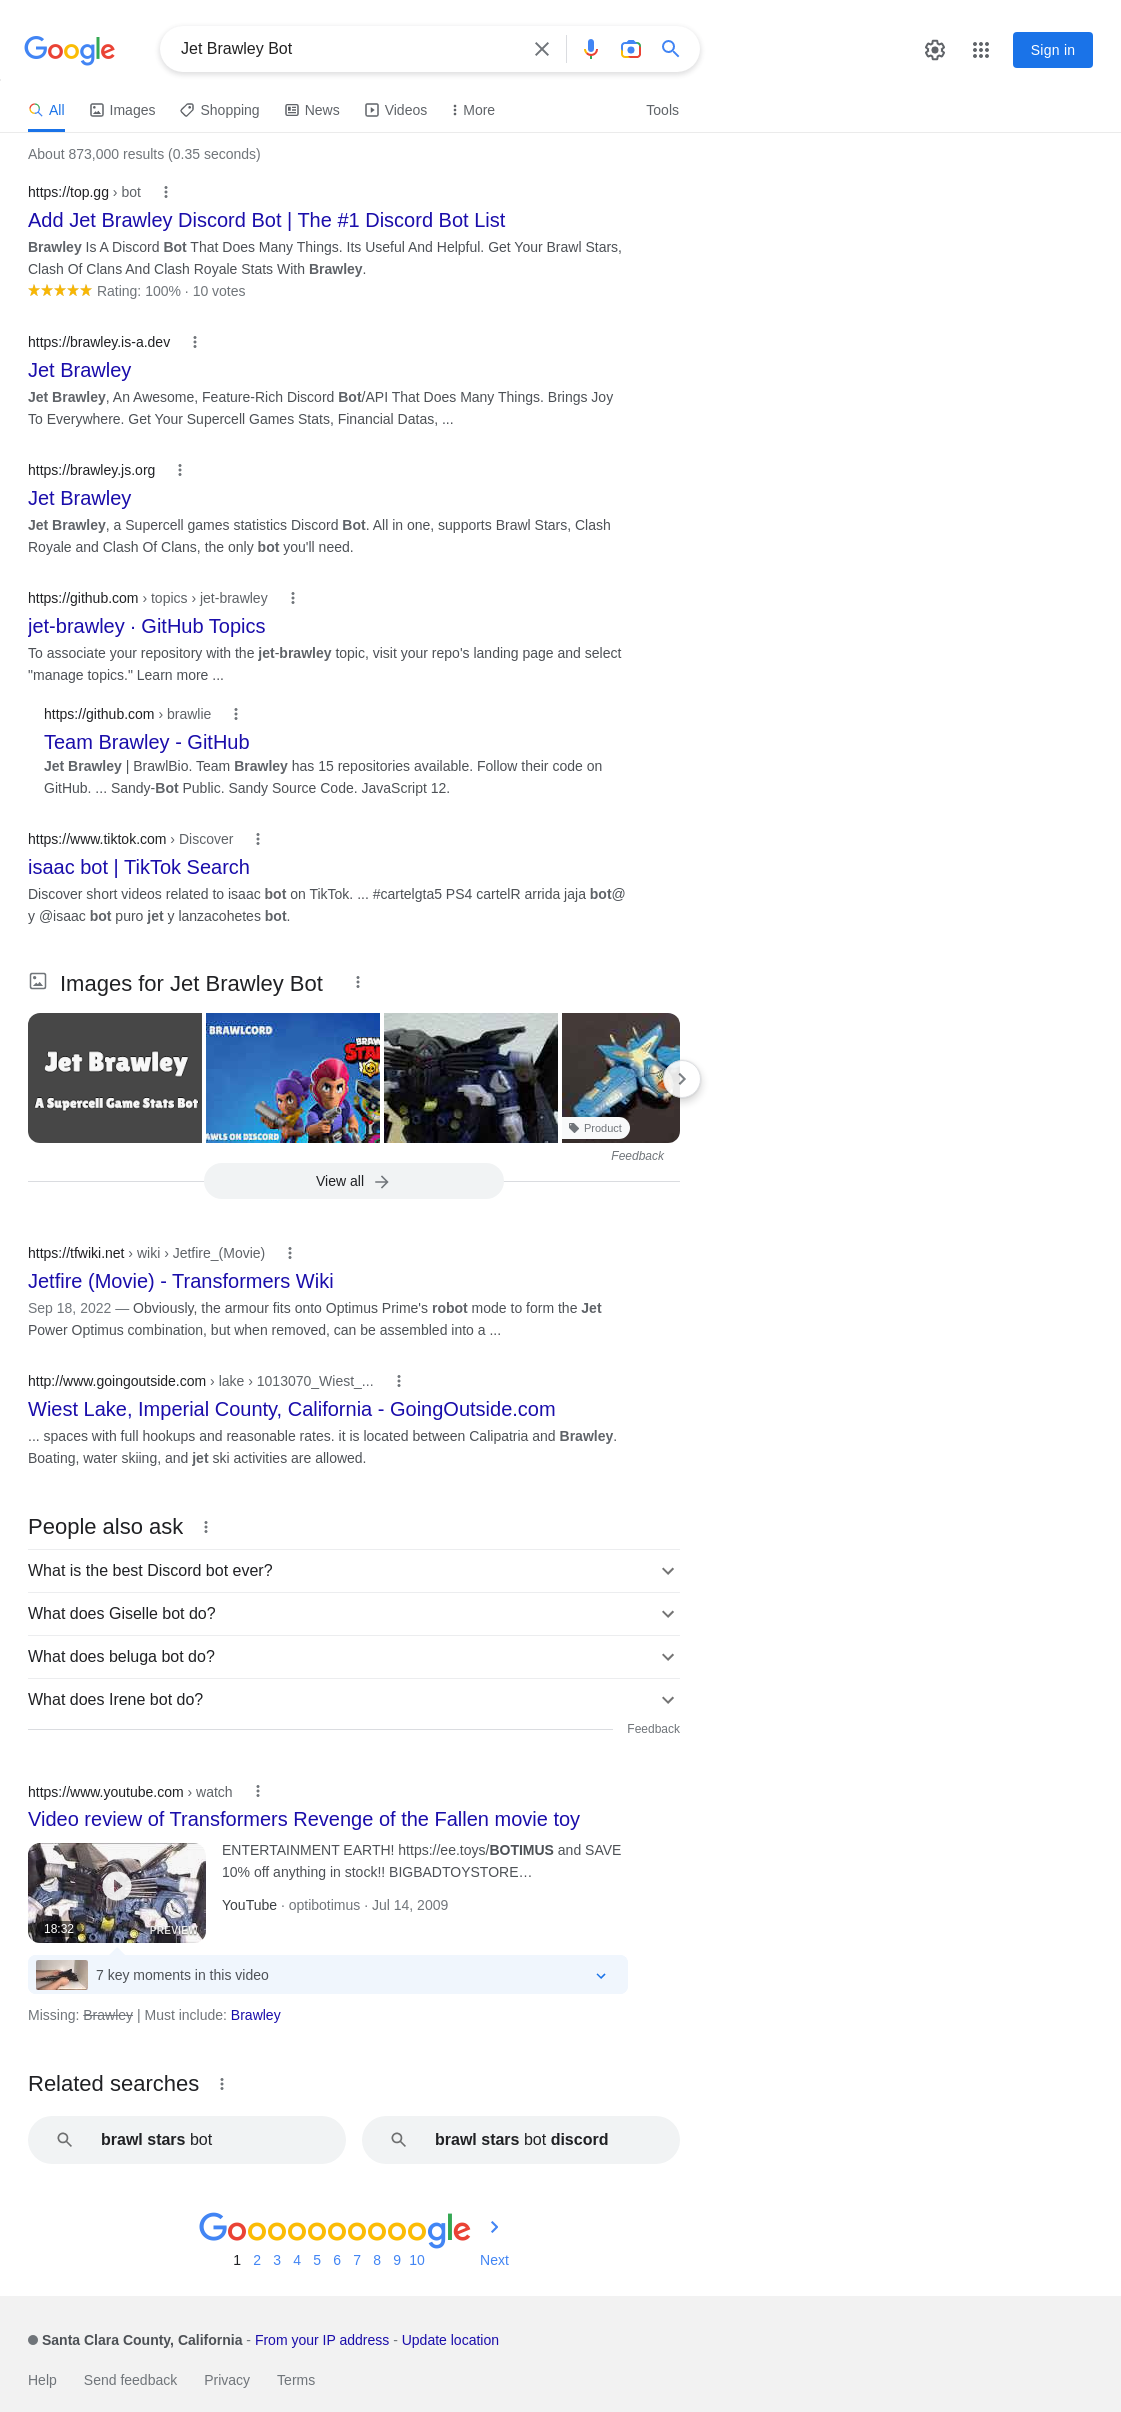 Google
Jet Brawley Bot
Sign in
All
Images
Shopping
News
Videos
More
Tools
About 873,000 results (0.35 seconds)
https://top.gg › bot
Add Jet Brawley Discord Bot | The #1 Discord Bot List
Brawley Is A Discord Bot That Does Many Things. Its Useful And Helpful. Get Your Brawl Stars,
Clash Of Clans And Clash Royale Stats With Brawley.
Rating: 100% · 10 votes
https://brawley.is-a.dev
Jet Brawley
Jet Brawley, An Awesome, Feature-Rich Discord Bot/API That Does Many Things. Brings Joy
To Everywhere. Get Your Supercell Games Stats, Financial Datas, ...
https://brawley.js.org
Jet Brawley
Jet Brawley, a Supercell games statistics Discord Bot. All in one, supports Brawl Stars, Clash
Royale and Clash Of Clans, the only bot you'll need.
https://github.com › topics › jet-brawley
jet-brawley · GitHub Topics
To associate your repository with the jet-brawley topic, visit your repo's landing page and select
"manage topics." Learn more ...
https://github.com › brawlie
Team Brawley - GitHub
Jet Brawley | BrawlBio. Team Brawley has 15 repositories available. Follow their code on
GitHub. ... Sandy-Bot Public. Sandy Source Code. JavaScript 12.
https://www.tiktok.com › Discover
isaac bot | TikTok Search
Discover short videos related to isaac bot on TikTok. ... #cartelgta5 PS4 cartelR arrida jaja bot@
y @isaac bot puro jet y lanzacohetes bot.
Images for Jet Brawley Bot
Jet Brawley
A Supercell Game Stats Bot
BRAWLCORD
BRAW
STA
AWLS ON DISCORD
Product
Feedback
View all
https://tfwiki.net › wiki › Jetfire_(Movie)
Jetfire (Movie) - Transformers Wiki
Sep 18, 2022 — Obviously, the armour fits onto Optimus Prime's robot mode to form the Jet
Power Optimus combination, but when removed, can be assembled into a ...
http://www.goingoutside.com › lake › 1013070_Wiest_...
Wiest Lake, Imperial County, California - GoingOutside.com
... spaces with full hookups and reasonable rates. it is located between Calipatria and Brawley.
Boating, water skiing, and jet ski activities are allowed.
People also ask
What is the best Discord bot ever?
What does Giselle bot do?
What does beluga bot do?
What does Irene bot do?
Feedback
https://www.youtube.com › watch
Video review of Transformers Revenge of the Fallen movie toy
ENTERTAINMENT EARTH! https://ee.toys/BOTIMUS and SAVE
10% off anything in stock!! BIGBADTOYSTORE…
YouTube · optibotimus · Jul 14, 2009
18:32
PREVIEW
7 key moments in this video
Missing: Brawley | Must include: Brawley
Related searches
brawl stars bot
brawl stars bot discord
Goooooooooogle
1 2 3 4 5 6 7 8 9 10 Next
Santa Clara County, California - From your IP address - Update location
Help Send feedback Privacy Terms